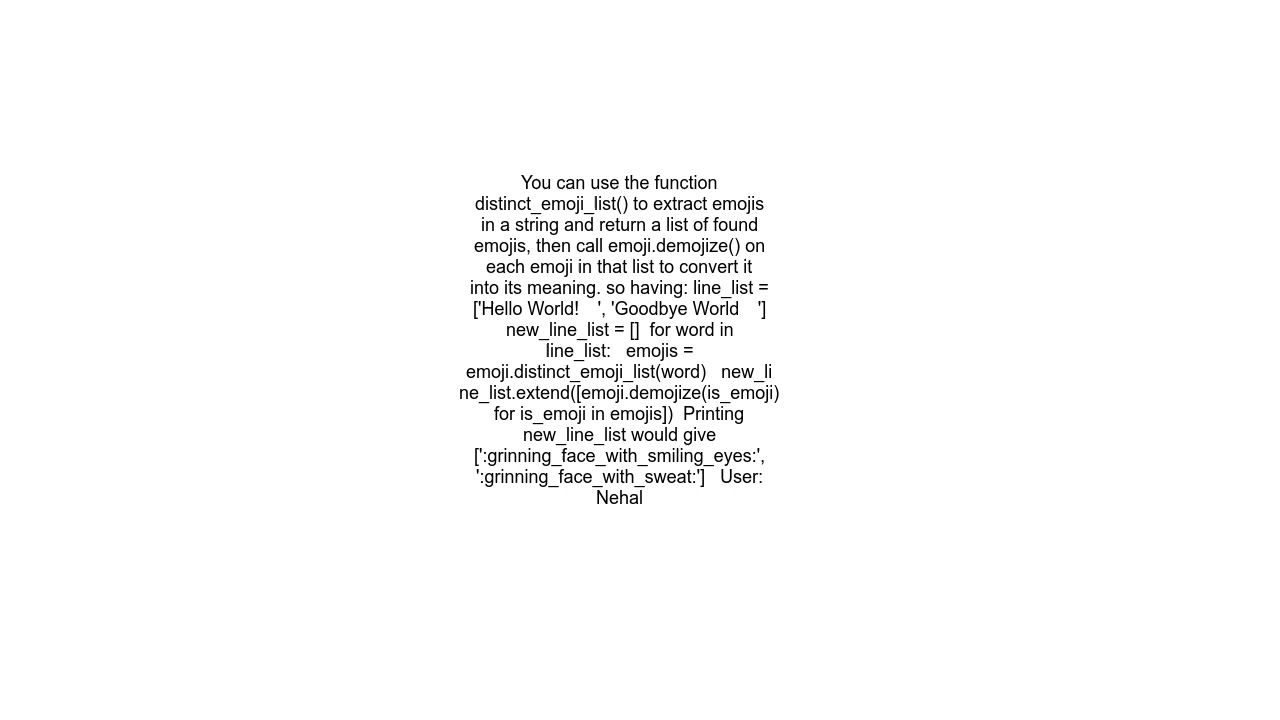 You can use the function
distinct_emoji_list() to extract emojis
in a string and return a list of found
emojis, then call emoji.demojize() on
each emoji in that list to convert it
into its meaning. so having: line_list =
['Hello World!    ', 'Goodbye World    ']
new_line_list = []  for word in
line_list:   emojis =
emoji.distinct_emoji_list(word)   new_li
ne_list.extend([emoji.demojize(is_emoji)
for is_emoji in emojis])  Printing
new_line_list would give
[':grinning_face_with_smiling_eyes:',
':grinning_face_with_sweat:']   User:
Nehal